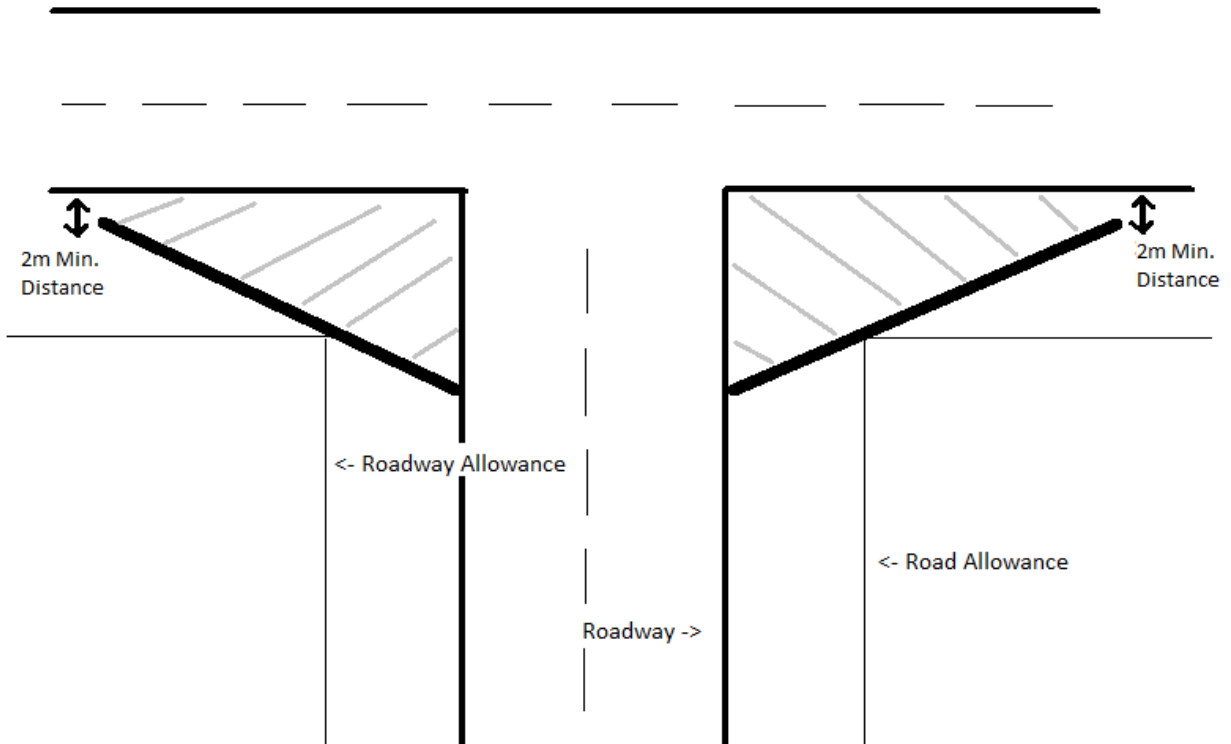 2m Min.
Distance
2m Min.
Distance
<- Roadway Allowance
<- Road Allowance
Roadway ->